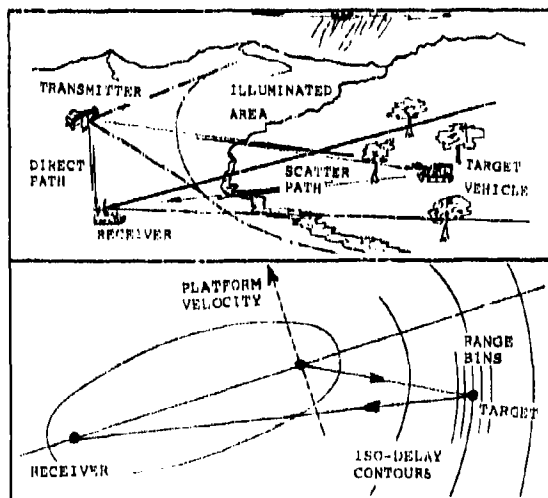 TRANSMITTER
ILLUMINATED
AREA
DIRECT
PATH
SCATTER
PATH
TARGET
VEHICLE
RECEIVER
PLATFORM
VELOCITY
RANGE
BINS
TARGET
RECEIVER
ISO-DELAY
CONTOURS